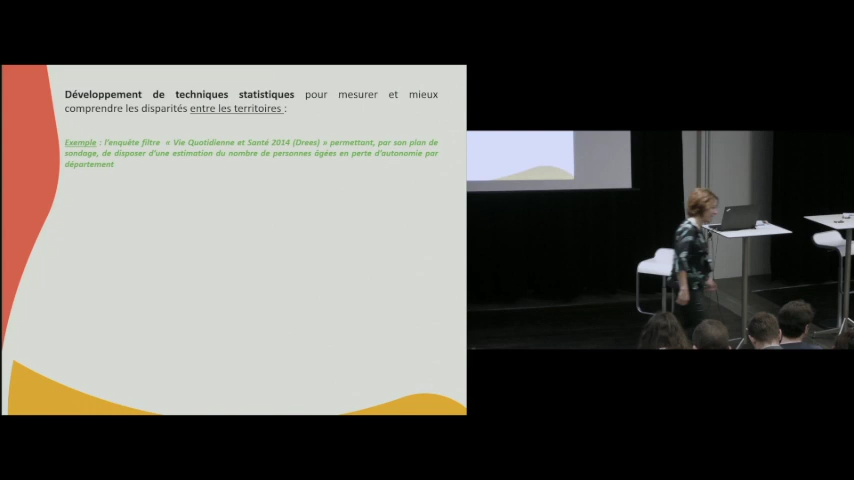 Développement de techniques statistiques pour mesurer et mieux
comprendre les disparités entre les territoires :
Exemple : l'enquête filtre « Vie Quotidienne et Santé 2014 (Drees) » permettant, par son plan de
sondage, de disposer d'une estimation du nombre de personnes âgées en perte d'autonomie par
département